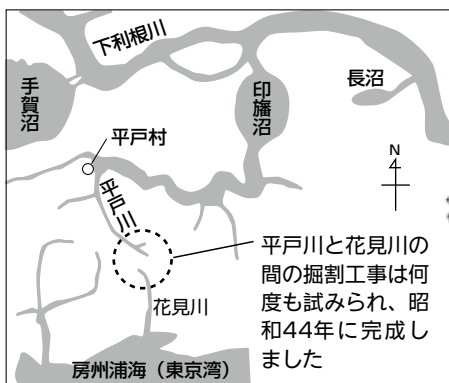 下利根川
手賀沼
印旛沼
長沼
平戸村
N
平戸川
平戸川と花見川の
間の掘割工事は何
度も試みられ、昭
和44年に完成し
ました
花見川
房州浦海（東京湾）